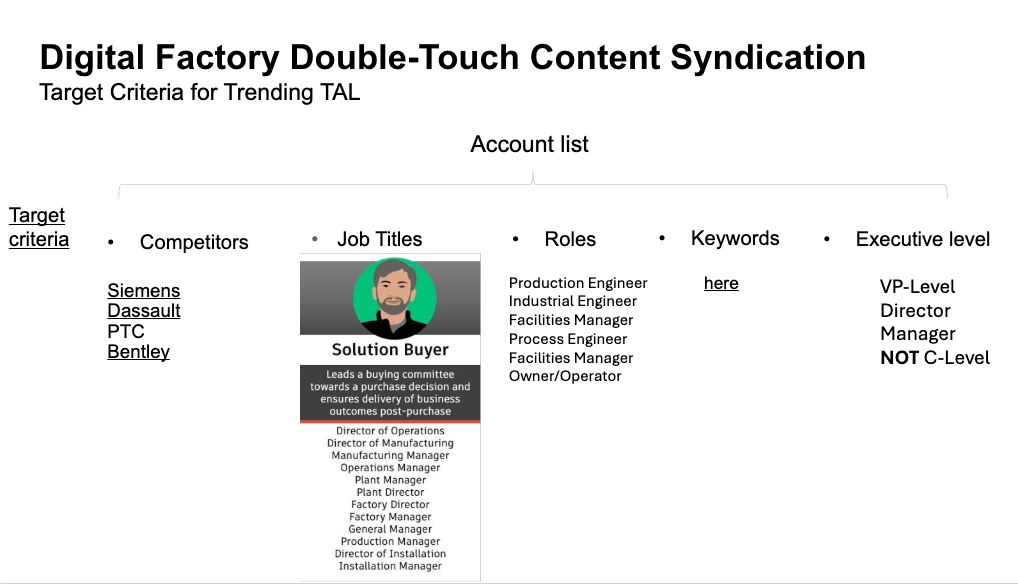 Digital Factory Double-Touch Content Syndication
Target Criteria for Trending TAL
Account list
Target
criteria
• Competitors
Siemens
Dassault
PTC
Bentley
• Job Titles
Solution Buyer
Leads a buying committee
towards a purchase decision and
ensures delivery of business
outcomes post-purchase
Director of Operations
Director of Manufacturing
Manufacturing Manager
Operations Manager
Plant Manager
Plant Director
Factory Director
Factory Manager
General Manager
Production Manager
Director of Installation
Installation Manager
• Roles
Production Engineer
Industrial Engineer
Facilities Manager
Process Engineer
Facilities Manager
Owner/Operator
• Keywords
here
• Executive level
VP-Level
Director
Manager
NOT C-Level